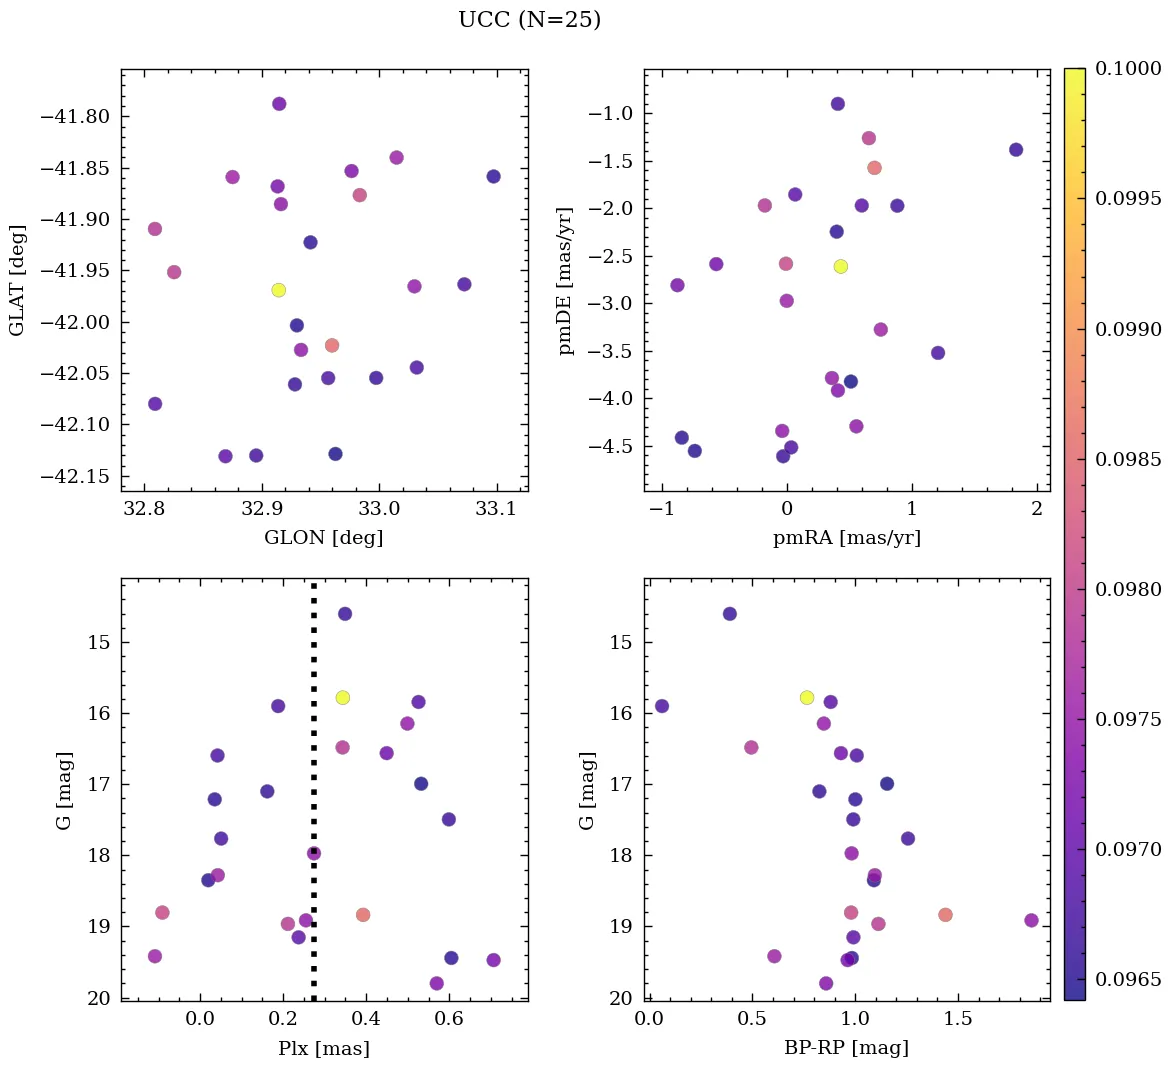 UCC (N=25)
−41.80
−41.85
−41.90
−41.95
−42.00
−42.05
−42.10
−42.15
GLAT [deg]
32.8 32.9 33.0 33.1
GLON [deg]
−1.0
−1.5
−2.0
−2.5
−3.0
−3.5
−4.0
−4.5
pmDE [mas/yr]
−1 0 1 2
pmRA [mas/yr]
0.1000
0.0995
0.0990
0.0985
0.0980
0.0975
0.0970
0.0965
15
16
17
18
19
20
G [mag]
0.0 0.2 0.4 0.6
Plx [mas]
15
16
17
18
19
20
G [mag]
0.0 0.5 1.0 1.5
BP-RP [mag]